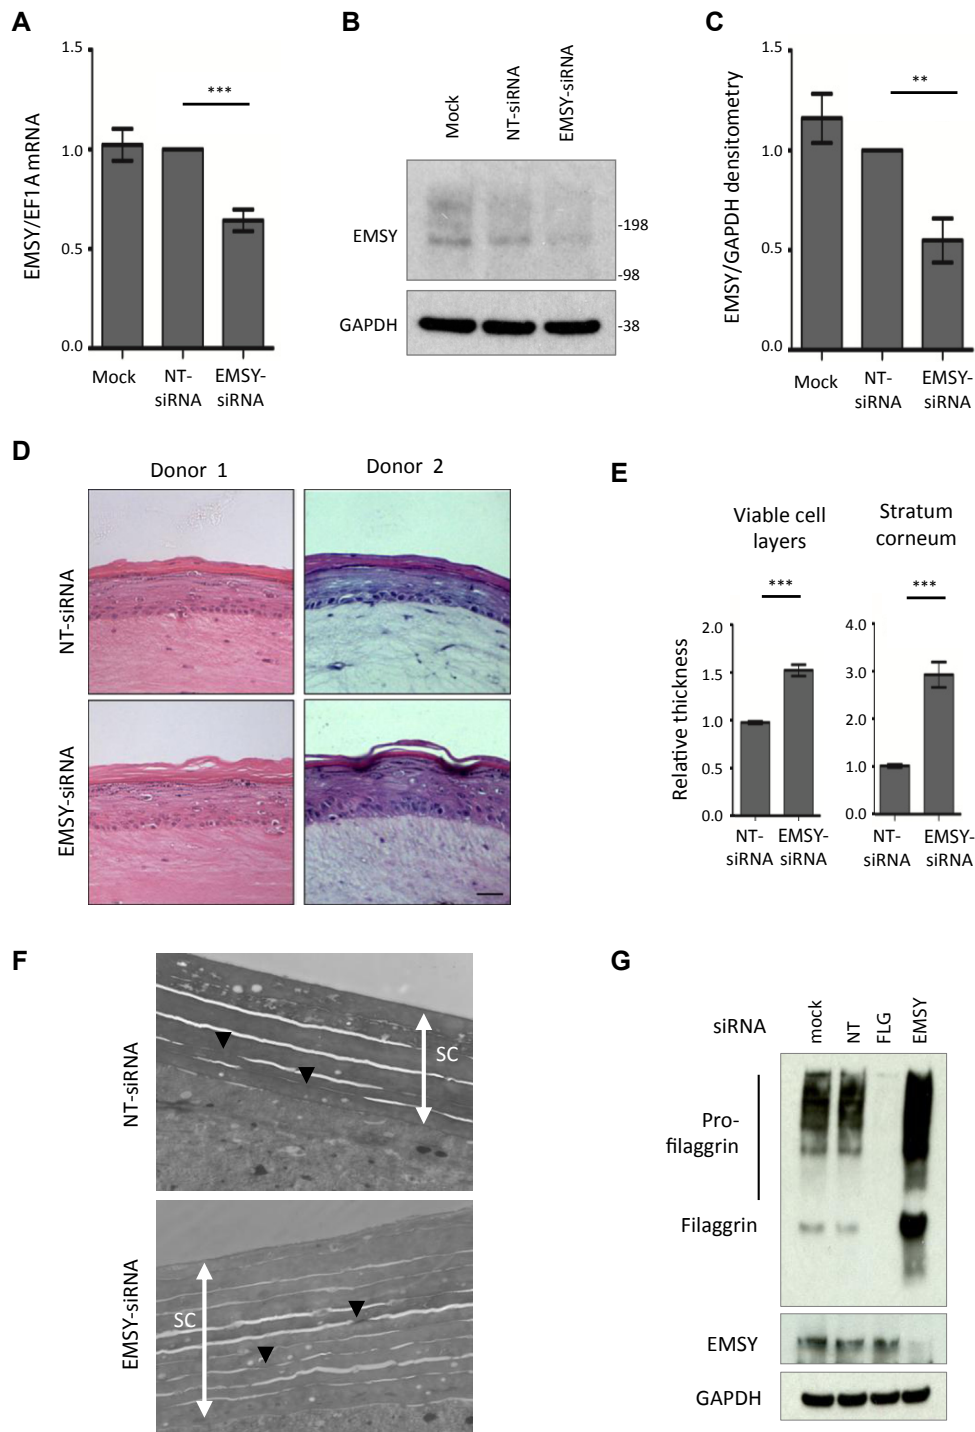 A
1.5
1.0
0.5
0.0
EMSY/EF1A mRNA
***
Mock
NT-
siRNA
EMSY-
siRNA
B
Mock
NT-siRNA
EMSY-siRNA
EMSY
-198
-98
GAPDH
-38
C
1.5
1.0
0.5
0.0
EMSY/GAPDH densitometry
**
Mock
NT-
siRNA
EMSY-
siRNA
D
Donor 1
Donor 2
NT-siRNA
EMSY-siRNA
E
Viable cell
layers
***
Relative thickness
2.0
1.5
1.0
0.5
0.0
NT-
siRNA
EMSY-
siRNA
Stratum
corneum
***
4.0
3.0
2.0
1.0
0.0
NT-
siRNA
EMSY-
siRNA
F
NT-siRNA
SC
EMSY-siRNA
SC
G
siRNA
mock
NT
FLG
EMSY
Pro-
filaggrin
Filaggrin
EMSY
GAPDH